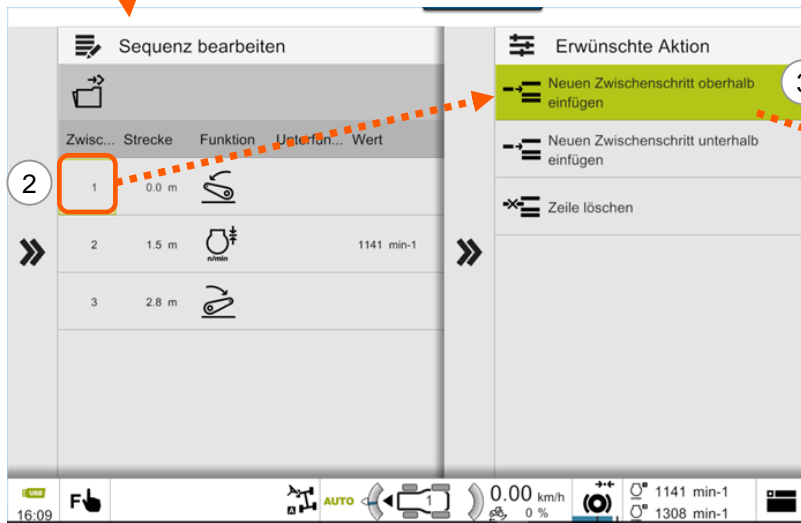 Sequenz bearbeiten
Erwünschte Aktion
Neuen Zwischenschritt oberhalb
einfügen
3
Zwisc... Strecke Funktion Unterfun... Wert
Neuen Zwischenschritt unterhalb
einfügen
2
1 0.0 m
Zeile löschen
2 1.5 m n/min 1141 min-1
3 2.8 m
USB
16:09
F
A
AUTO
1
0.00 km/h
0 %
1141 min-1
1308 min-1